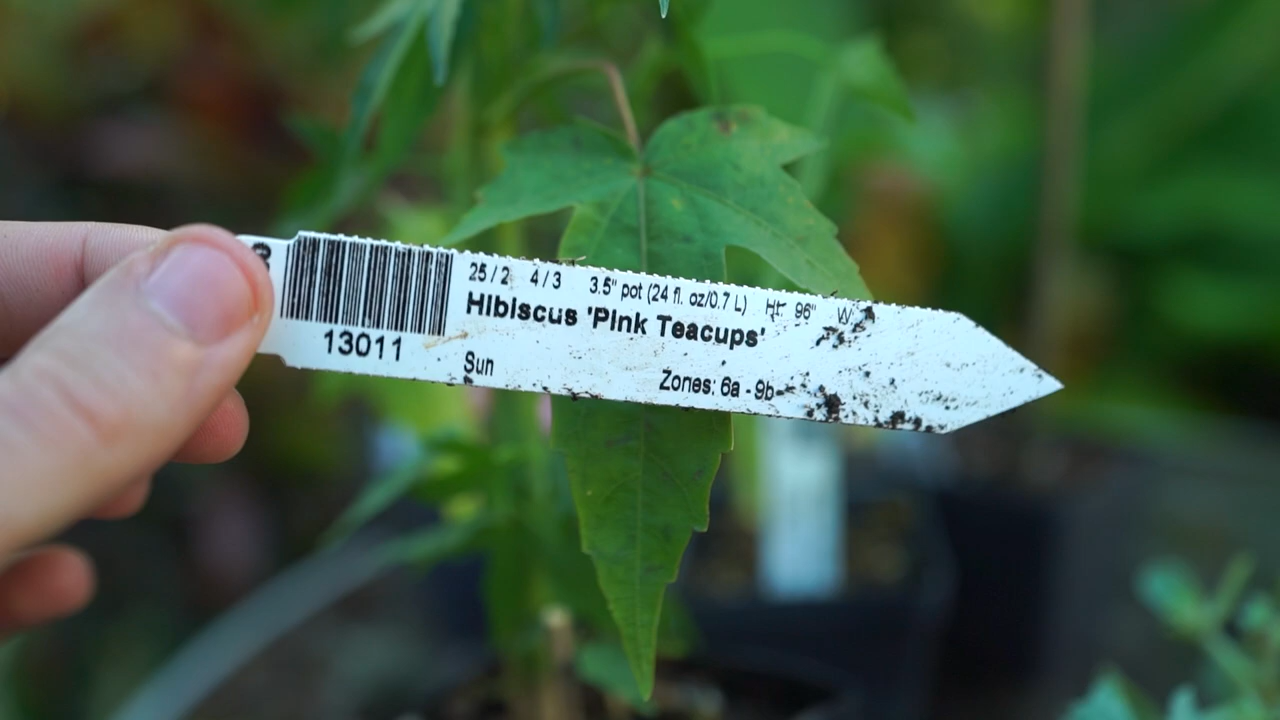 25/2 4/3 3.5" pot (24 fl. oz/0.7 L) Ht: 96" W
Hibiscus 'Pink Teacups'
13011
Sun Zones: 6a - 9b